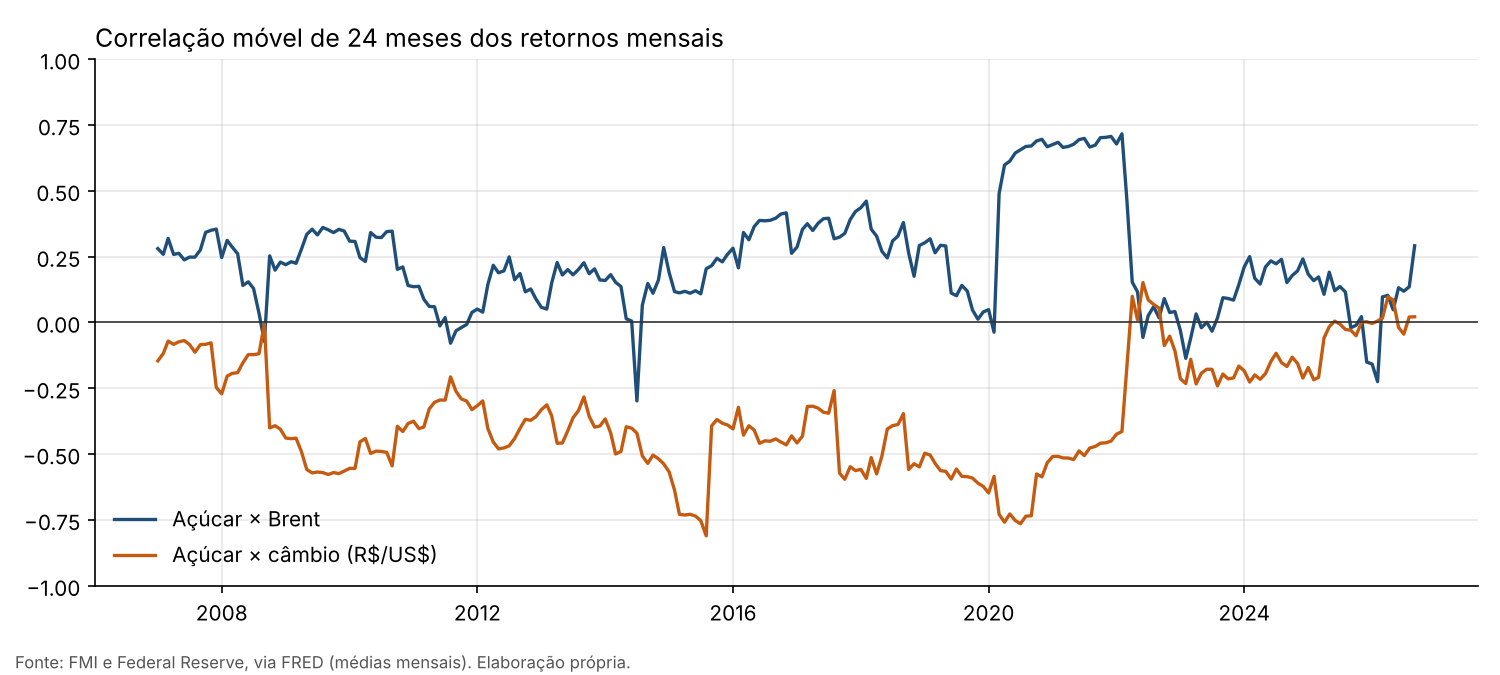 Correlação móvel de 24 meses dos retornos mensais
1.00
0.75
0.50
0.25
0.00
−0.25
−0.50
−0.75
−1.00
Açúcar × Brent
Açúcar × câmbio (R$/US$)
2008 2012 2016 2020 2024
Fonte: FMI e Federal Reserve, via FRED (médias mensais). Elaboração própria.